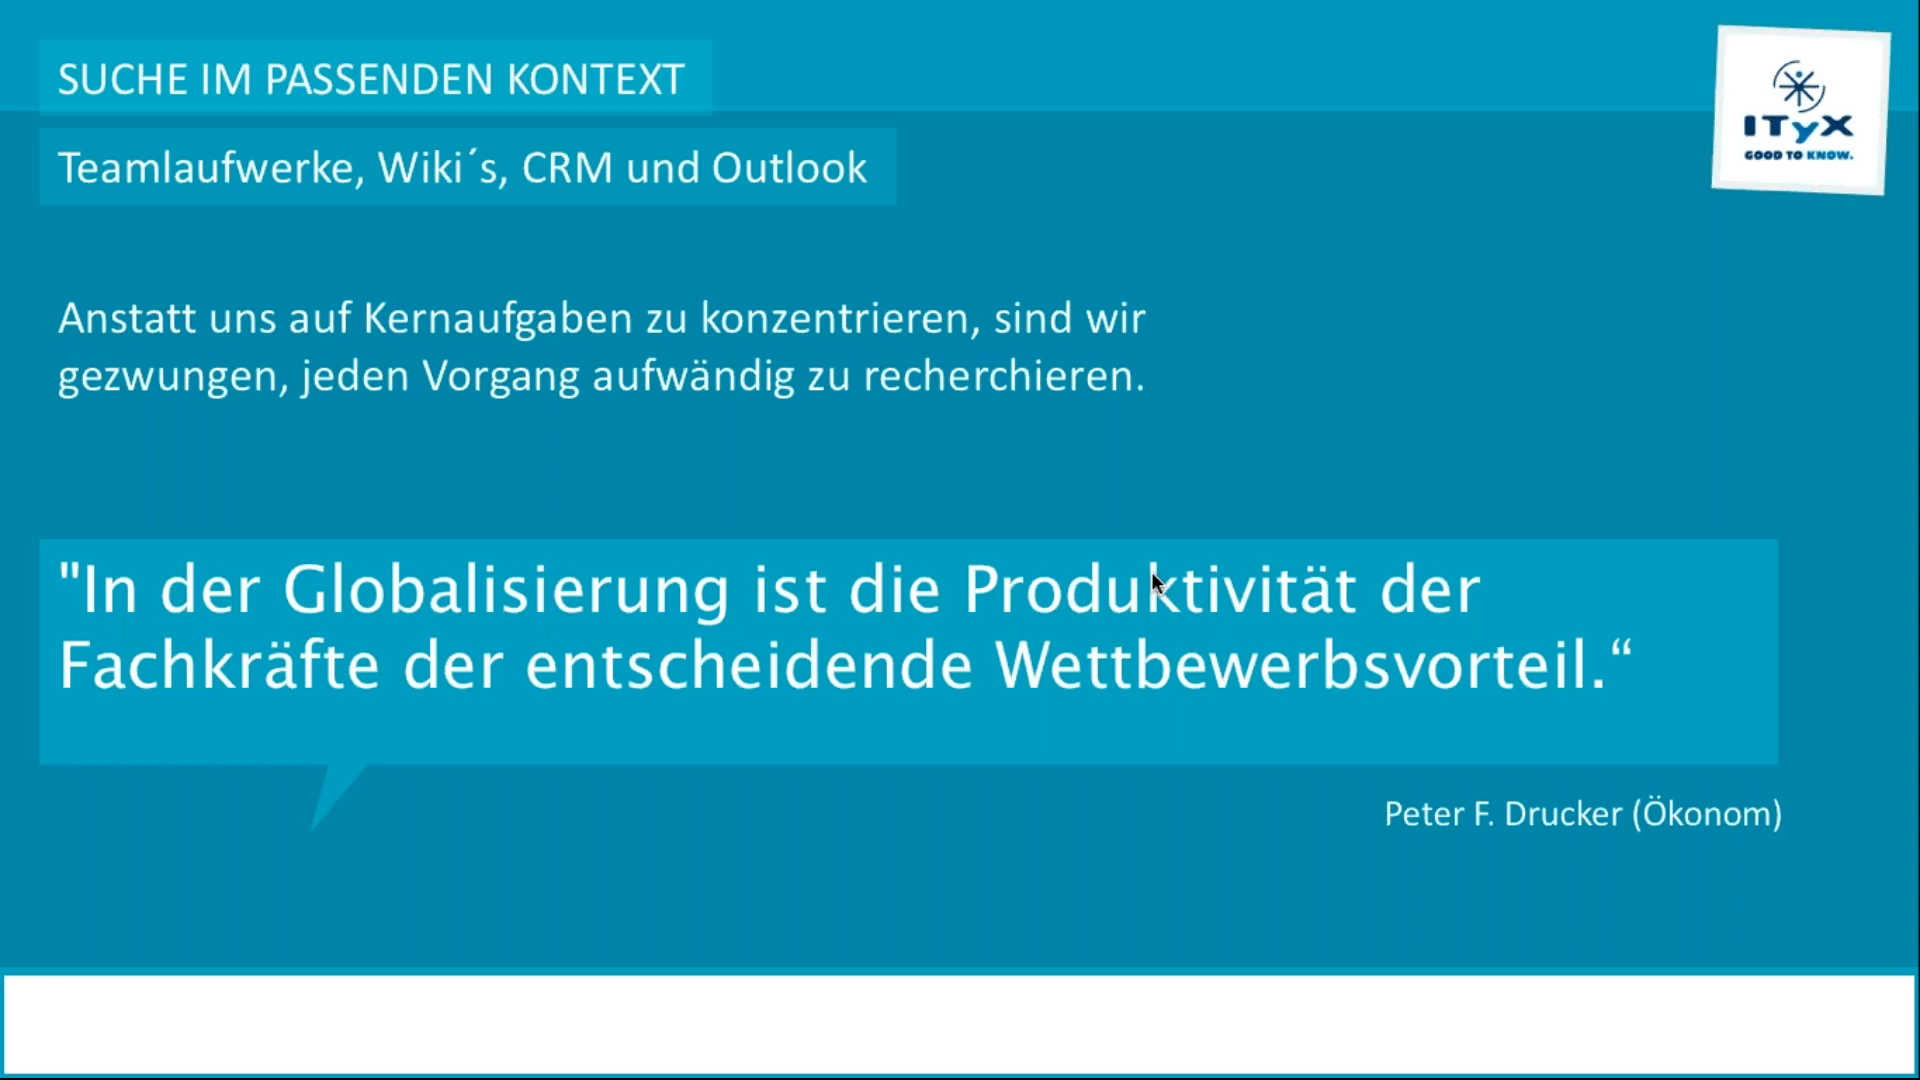 SUCHE IM PASSENDEN KONTEXT
ITyX
GOOD TO KNOW.
Teamlaufwerke, Wiki´s, CRM und Outlook
Anstatt uns auf Kernaufgaben zu konzentrieren, sind wir
gezwungen, jeden Vorgang aufwändig zu recherchieren.
"In der Globalisierung ist die Produktivität der
Fachkräfte der entscheidende Wettbewerbsvorteil.“
Peter F. Drucker (Ökonom)